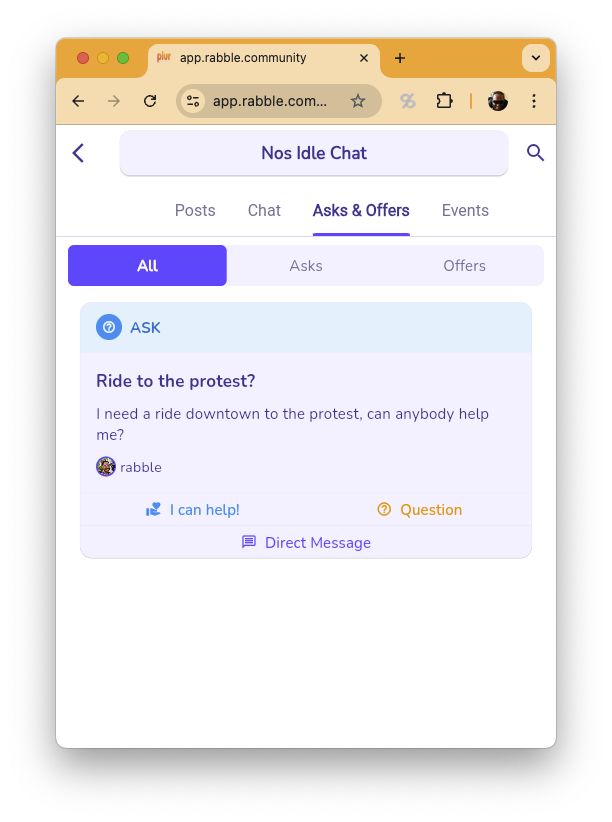 plur app.rabble.community
app.rabble.com...
Nos Idle Chat
Posts Chat Asks & Offers Events
All Asks Offers
ASK
Ride to the protest?
I need a ride downtown to the protest, can anybody help
me?
rabble
I can help! Question
Direct Message